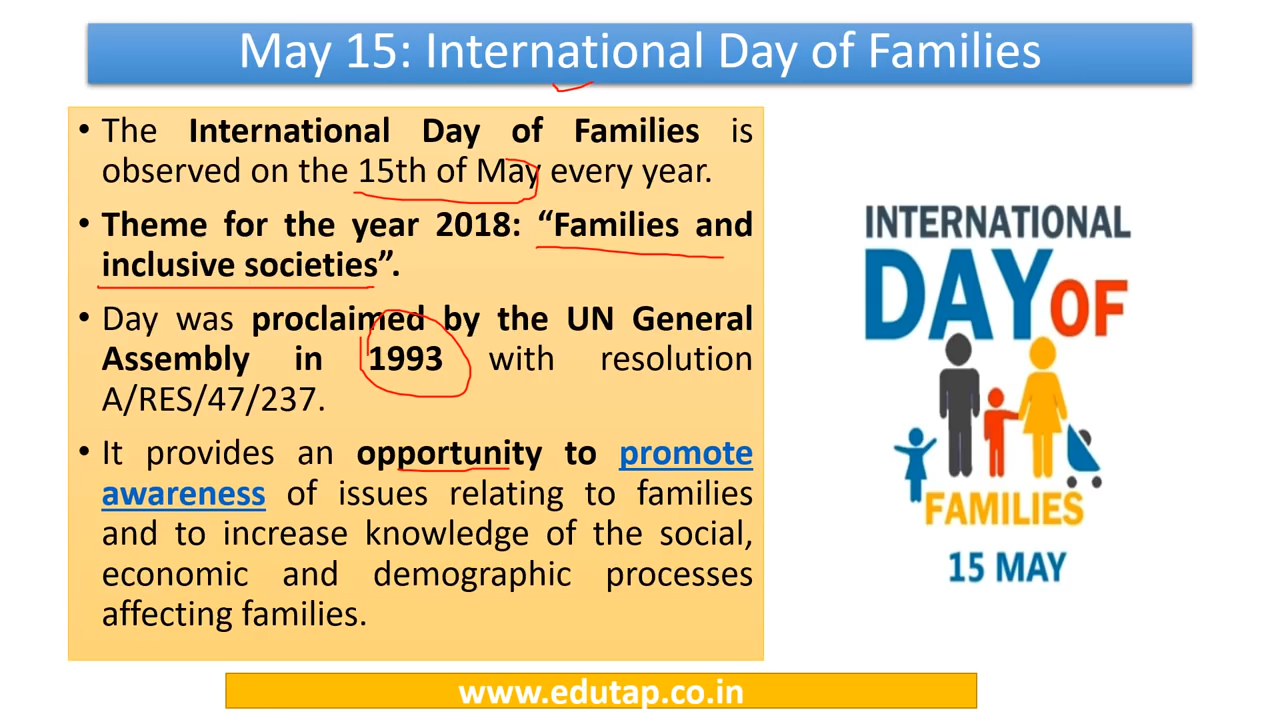 May 15: International Day of Families
• The International Day of Families is
observed on the 15th of May every year.
• Theme for the year 2018: “Families and
inclusive societies”.
• Day was proclaimed by the UN General
Assembly in 1993 with resolution
A/RES/47/237.
• It provides an opportunity to promote
awareness of issues relating to families
and to increase knowledge of the social,
economic and demographic processes
affecting families.
INTERNATIONAL
DAY OF
FAMILIES
15 MAY
www.edutap.co.in